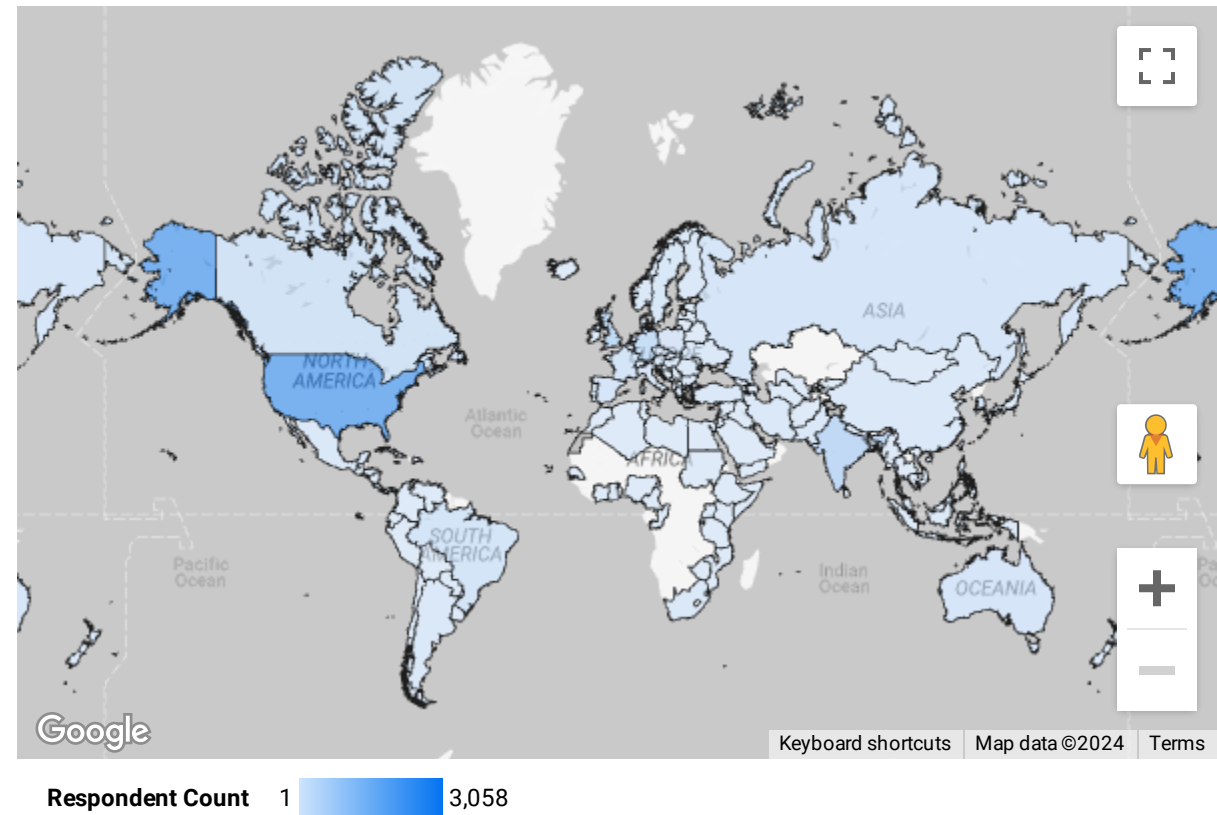 ASIA
NORTH
AMERICA
Atlantic
Ocean
AFRICA
SOUTH
AMERICA
Pacific
Ocean
Indian
Ocean
OCEANIA
Google
Keyboard shortcuts
Map data ©2024
Terms
Respondent Count 1 3,058